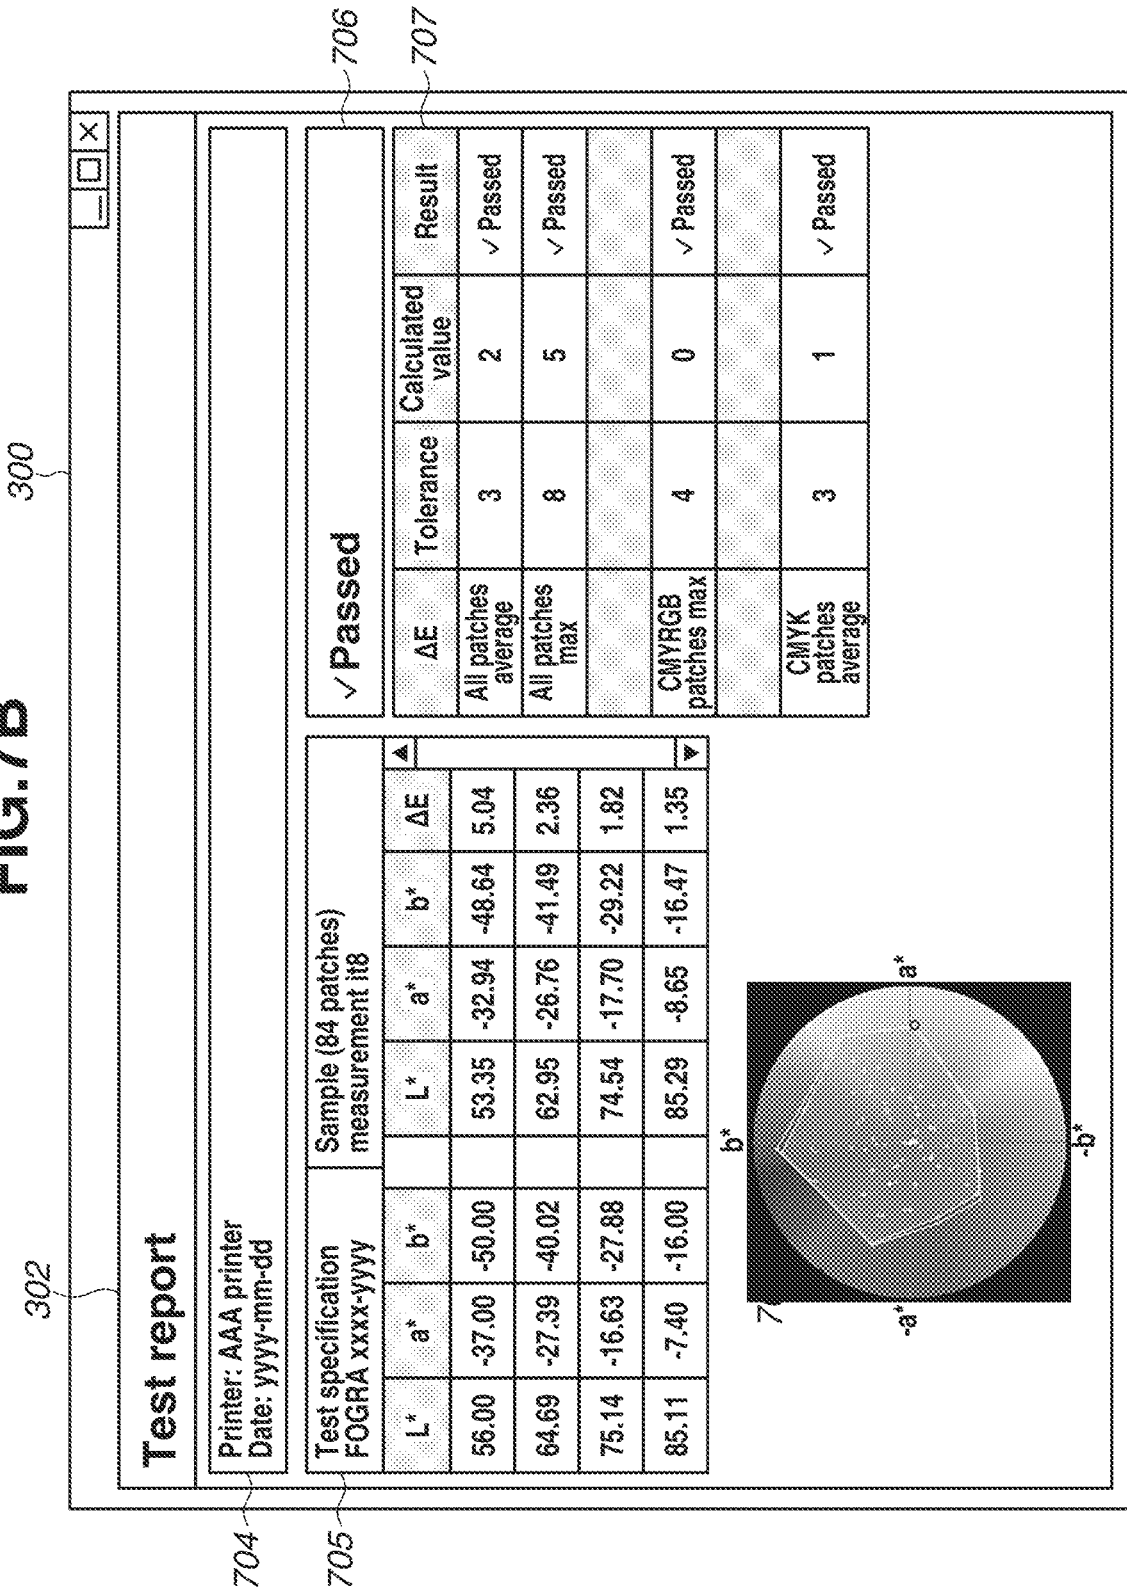 FIG.7B
300
302
Test report
704
Printer: AAA printer
Date: yyyy-mm-dd
705
Test specification
FOGRA xxxx-yyyy
Sample (84 patches)
measurement it8
L* a* b* L* a* b* ΔE
56.00 -37.00 -50.00 53.35 -32.94 -48.64 5.04
64.69 -27.39 -40.02 62.95 -26.76 -41.49 2.36
75.14 -16.63 -27.88 74.54 -17.70 -29.22 1.82
85.11 -7.40 -16.00 85.29 -8.65 -16.47 1.35
7
b*
-a*
a*
-b*
706
✓Passed
707
ΔE Tolerance Calculated
value Result
All patches
average 3 2 ✓Passed
All patches
max 8 5 ✓Passed
CMYRGB
patches max 4 0 ✓Passed
CMYK
patches
average 3 1 ✓Passed